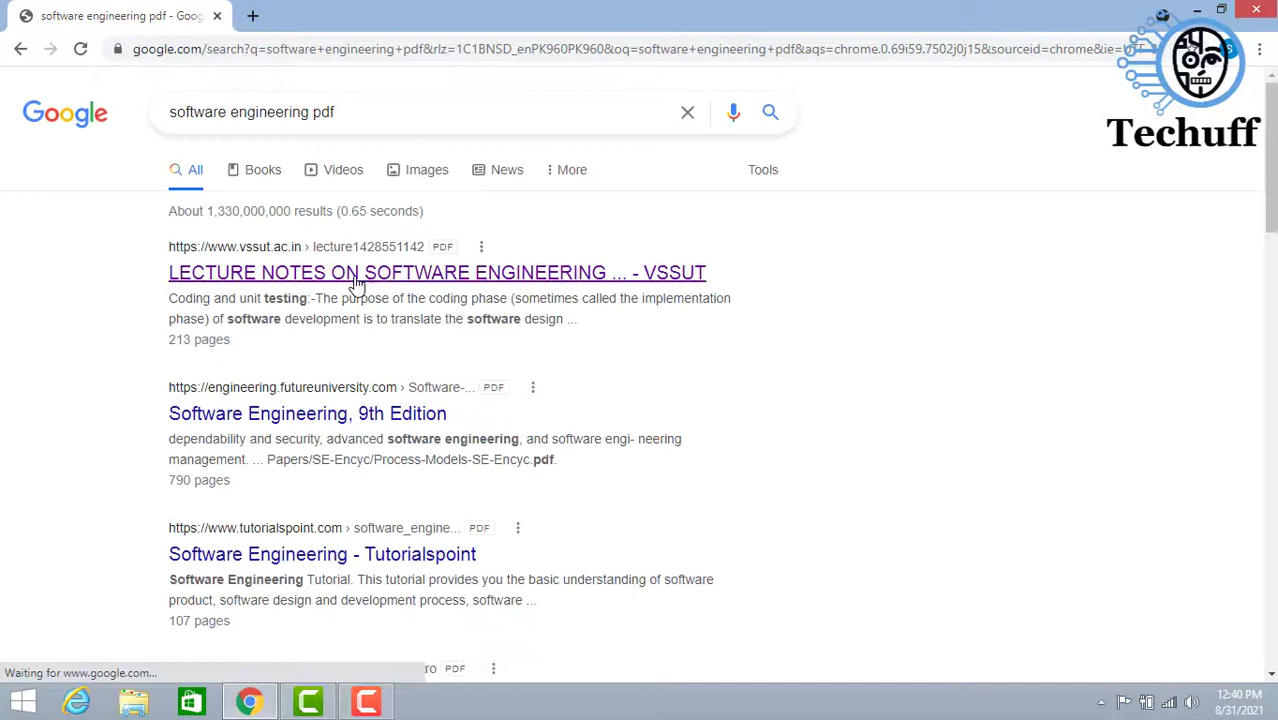 software engineering pdf - Goog
google.com/search?q=software+engineering+pdf&rlz=1C1BNSD_enPK960PK960&oq=software+engineering+pdf&aqs=chrome.0.69i59.7502j0j15&sourceid=chrome&ie=UTF-
Techuff
Google
software engineering pdf
All Books Videos Images News More Tools
About 1,330,000,000 results (0.65 seconds)
https://www.vssut.ac.in › lecture1428551142 PDF
LECTURE NOTES ON SOFTWARE ENGINEERING ... - VSSUT
Coding and unit testing:-The purpose of the coding phase (sometimes called the implementation
phase) of software development is to translate the software design ...
213 pages
https://engineering.futureuniversity.com › Software-... PDF
Software Engineering, 9th Edition
dependability and security, advanced software engineering, and software engi- neering
management. ... Papers/SE-Encyc/Process-Models-SE-Encyc.pdf.
790 pages
https://www.tutorialspoint.com › software_engine... PDF
Software Engineering - Tutorialspoint
Software Engineering Tutorial. This tutorial provides you the basic understanding of software
product, software design and development process, software ...
107 pages
ro PDF
Waiting for www.google.com...
12:40 PM
8/31/2021